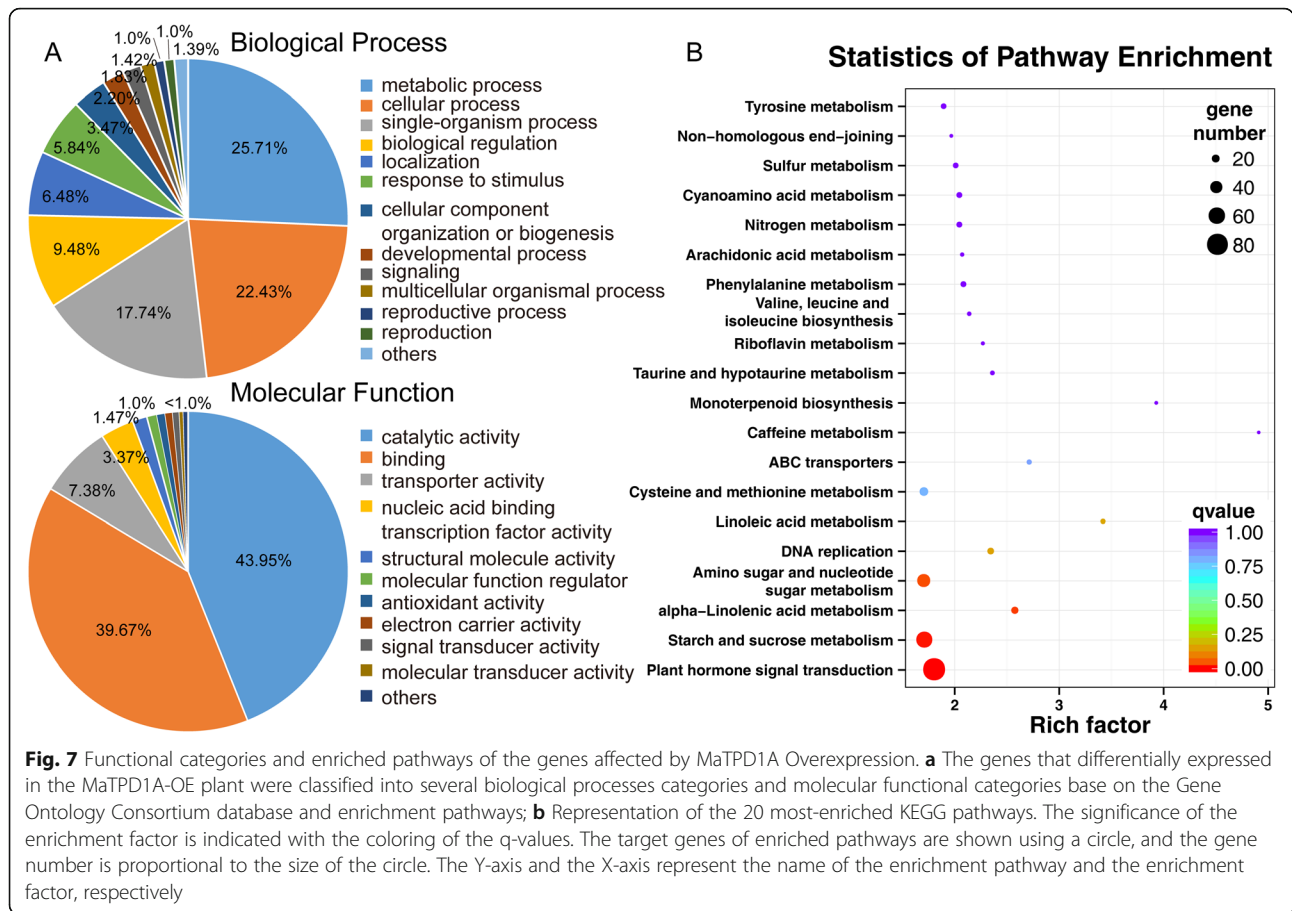 A
Biological Process
1.0%
1.0%
1.39%
1.42%
1.83%
2.20%
3.47%
5.84%
6.48%
9.48%
17.74%
22.43%
25.71%
metabolic process
cellular process
single-organism process
biological regulation
localization
response to stimulus
cellular component
organization or biogenesis
developmental process
signaling
multicellular organismal process
reproductive process
reproduction
others
Molecular Function
1.0%
<1.0%
1.47%
3.37%
7.38%
39.67%
43.95%
catalytic activity
binding
transporter activity
nucleic acid binding
transcription factor activity
structural molecule activity
molecular function regulator
antioxidant activity
electron carrier activity
signal transducer activity
molecular transducer activity
others
B
Statistics of Pathway Enrichment
Tyrosine metabolism
Non−homologous end−joining
Sulfur metabolism
Cyanoamino acid metabolism
Nitrogen metabolism
Arachidonic acid metabolism
Phenylalanine metabolism
Valine, leucine and
isoleucine biosynthesis
Riboflavin metabolism
Taurine and hypotaurine metabolism
Monoterpenoid biosynthesis
Caffeine metabolism
ABC transporters
Cysteine and methionine metabolism
Linoleic acid metabolism
DNA replication
Amino sugar and nucleotide
sugar metabolism
alpha−Linolenic acid metabolism
Starch and sucrose metabolism
Plant hormone signal transduction
gene
number
20
40
60
80
qvalue
1.00
0.75
0.50
0.25
0.00
2
3
4
5
Rich factor
Fig. 7 Functional categories and enriched pathways of the genes affected by MaTPD1A Overexpression. a The genes that differentially expressed
in the MaTPD1A-OE plant were classified into several biological processes categories and molecular functional categories base on the Gene
Ontology Consortium database and enrichment pathways; b Representation of the 20 most-enriched KEGG pathways. The significance of the
enrichment factor is indicated with the coloring of the q-values. The target genes of enriched pathways are shown using a circle, and the gene
number is proportional to the size of the circle. The Y-axis and the X-axis represent the name of the enrichment pathway and the enrichment
factor, respectively